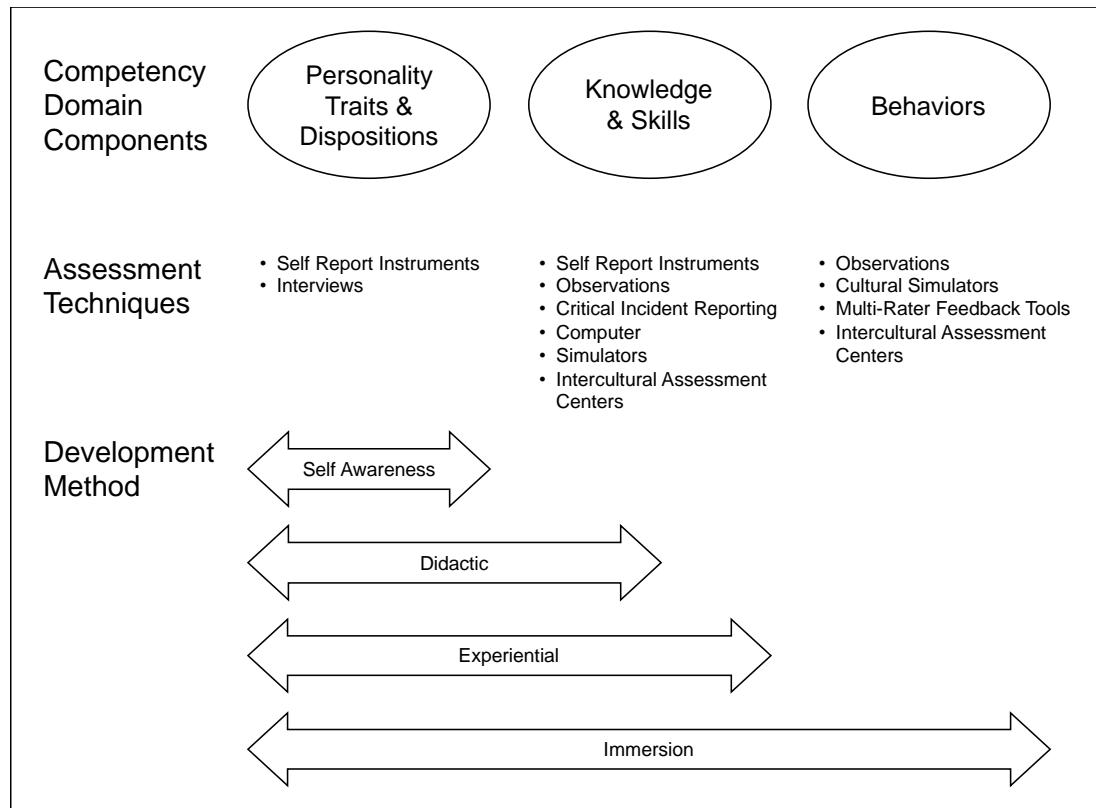 Competency
Domain
Components
Personality
Traits &
Dispositions
Knowledge
& Skills
Behaviors
Assessment
Techniques
• Self Report Instruments
• Interviews
• Self Report Instruments
• Observations
• Critical Incident Reporting
• Computer
• Simulators
• Intercultural Assessment
Centers
• Observations
• Cultural Simulators
• Multi-Rater Feedback Tools
• Intercultural Assessment
Centers
Development
Method
Self Awareness
Didactic
Experiential
Immersion